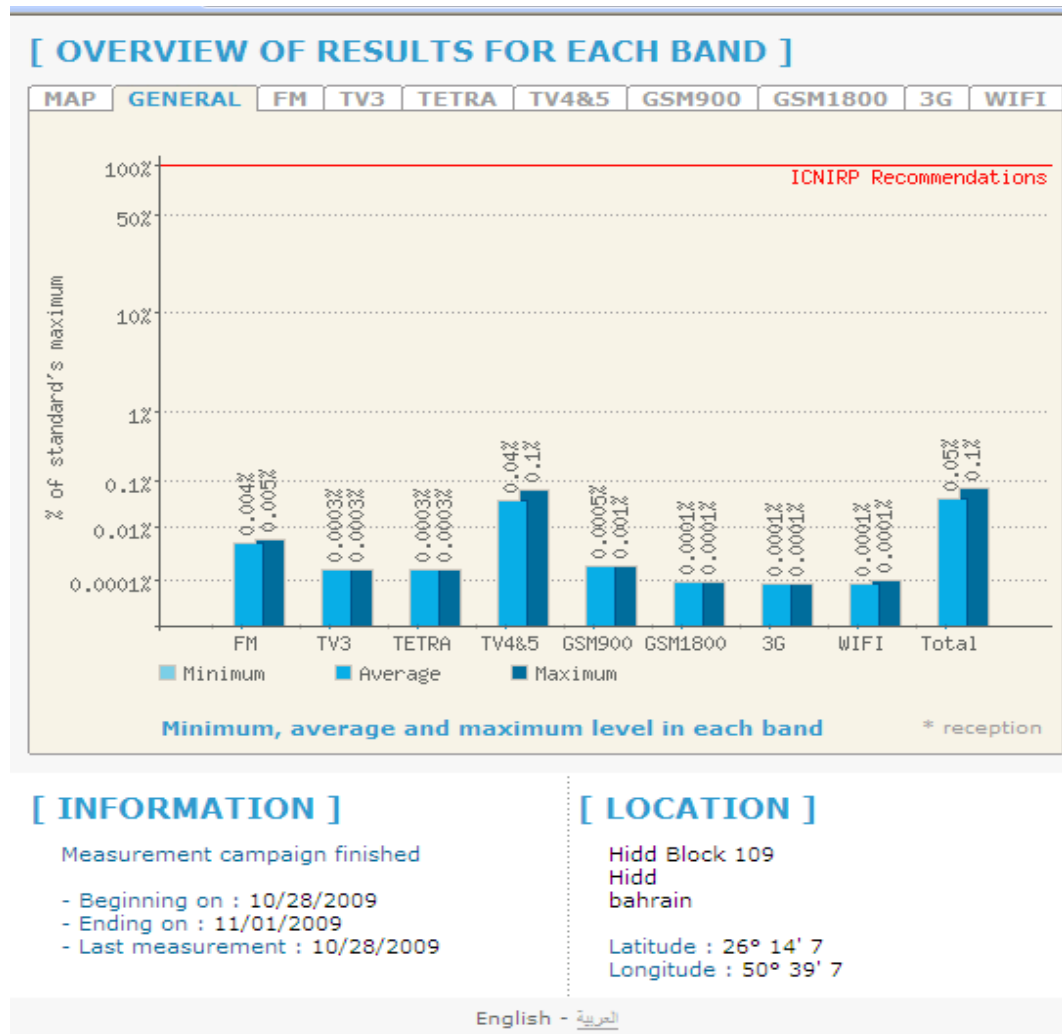 [ OVERVIEW OF RESULTS FOR EACH BAND ]
MAP GENERAL FM TV3 TETRA TV4&5 GSM900 GSM1800 3G WIFI
100%
ICNIRP Recommendations
50%
10%
1%
0.1%
0.01%
0.0001%
% of standard's maximum
0.004% 0.005%
0.0003% 0.0003%
0.0003% 0.0003%
0.04% 0.1%
0.0005% 0.001%
0.0001% 0.0001%
0.0001% 0.0001%
0.0001% 0.0001%
0.05% 0.1%
FM TV3 TETRA TV4&5 GSM900 GSM1800 3G WIFI Total
Minimum Average Maximum
Minimum, average and maximum level in each band * reception
[ INFORMATION ]
Measurement campaign finished
- Beginning on : 10/28/2009
- Ending on : 11/01/2009
- Last measurement : 10/28/2009
[ LOCATION ]
Hidd Block 109
Hidd
bahrain
Latitude : 26° 14' 7
Longitude : 50° 39' 7
English - العربية